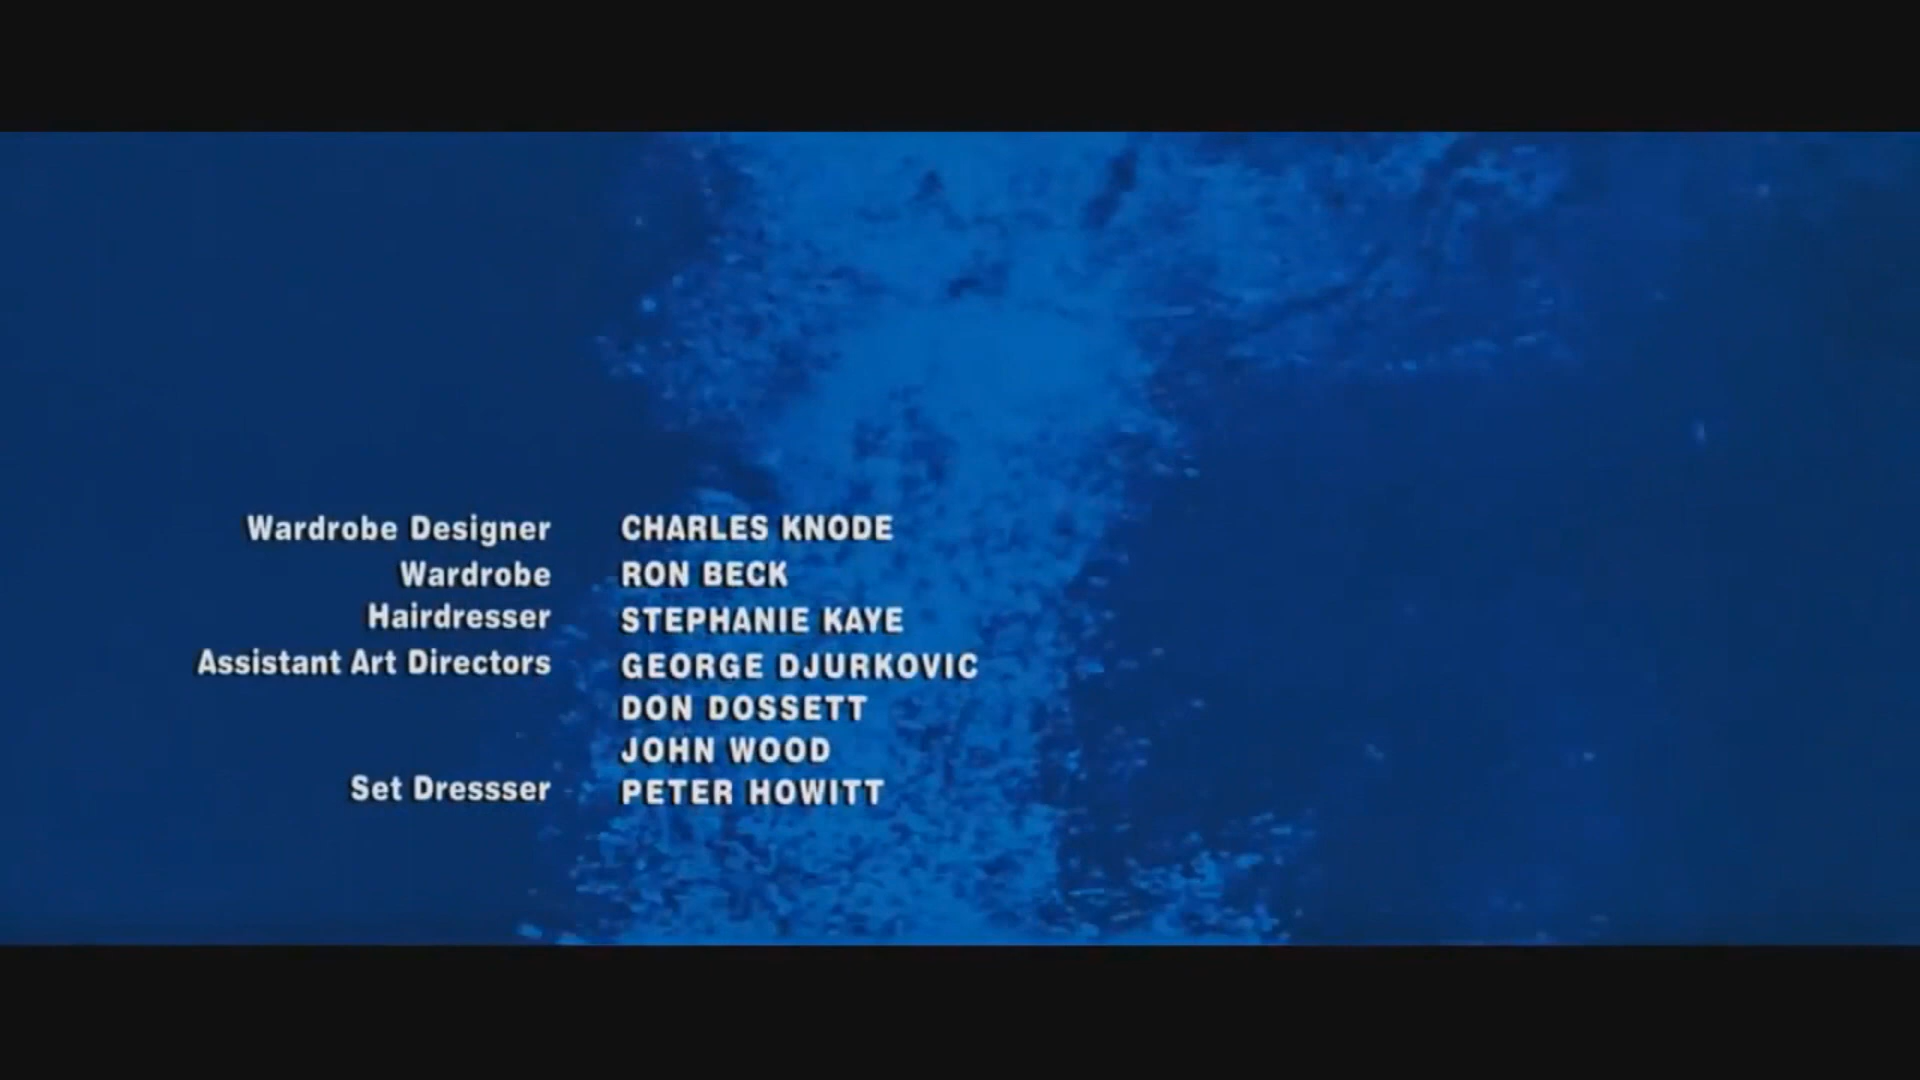 Wardrobe Designer CHARLES KNODE
Wardrobe RON BECK
Hairdresser STEPHANIE KAYE
Assistant Art Directors GEORGE DJURKOVIC
DON DOSSETT
JOHN WOOD
Set Dressser PETER HOWITT